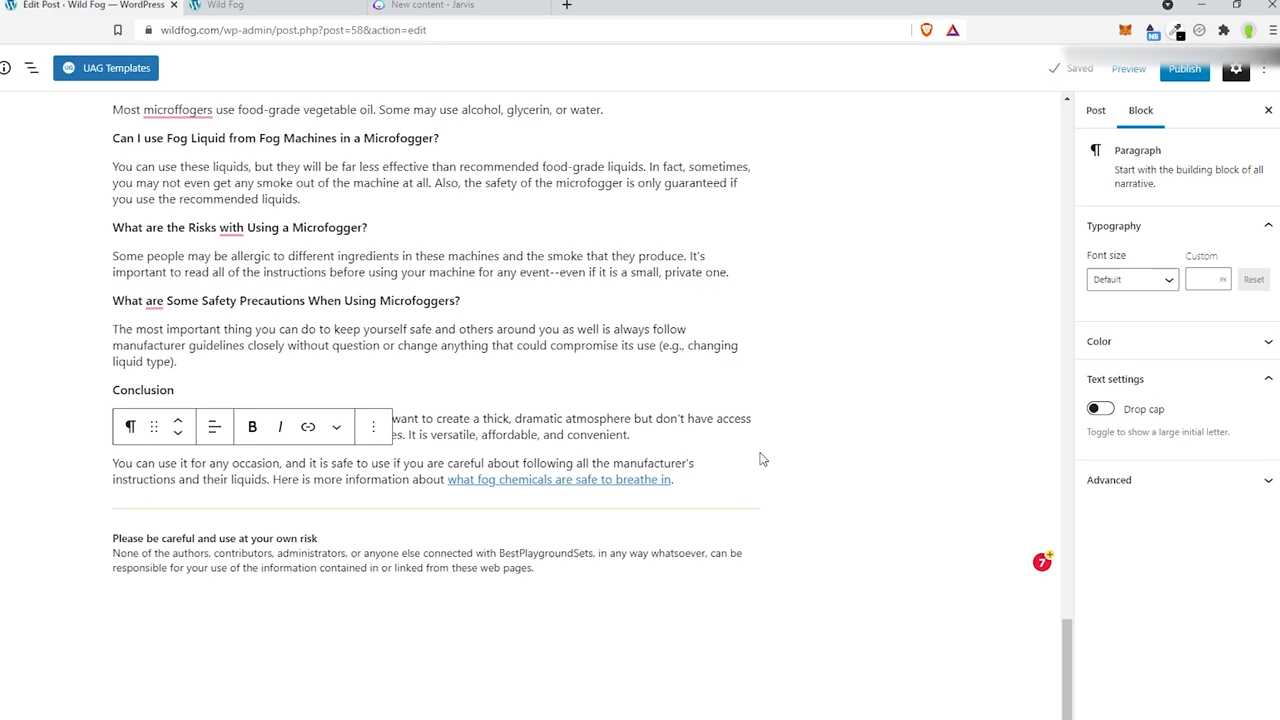 Edit Post ‹ Wild Fog — WordPress
Wild Fog
New content - Jarvis
wildfog.com/wp-admin/post.php?post=58&action=edit
NB
UG
UAG Templates
Saved
Preview
Publish
Most microffogers use food-grade vegetable oil. Some may use alcohol, glycerin, or water.
Can I use Fog Liquid from Fog Machines in a Microfogger?
You can use these liquids, but they will be far less effective than recommended food-grade liquids. In fact, sometimes,
you may not even get any smoke out of the machine at all. Also, the safety of the microfogger is only guaranteed if
you use the recommended liquids.
What are the Risks with Using a Microfogger?
Some people may be allergic to different ingredients in these machines and the smoke that they produce. It's
important to read all of the instructions before using your machine for any event--even if it is a small, private one.
What are Some Safety Precautions When Using Microfoggers?
The most important thing you can do to keep yourself safe and others around you as well is always follow
manufacturer guidelines closely without question or change anything that could compromise its use (e.g., changing
liquid type).
Conclusion
want to create a thick, dramatic atmosphere but don't have access
es. It is versatile, affordable, and convenient.
B I
You can use it for any occasion, and it is safe to use if you are careful about following all the manufacturer's
instructions and their liquids. Here is more information about what fog chemicals are safe to breathe in.
Please be careful and use at your own risk
None of the authors, contributors, administrators, or anyone else connected with BestPlaygroundSets, in any way whatsoever, can be
responsible for your use of the information contained in or linked from these web pages.
7
Post
Block
Paragraph
Start with the building block of all
narrative.
Typography
Font size
Custom
Default
PX
Reset
Color
Text settings
Drop cap
Toggle to show a large initial letter.
Advanced